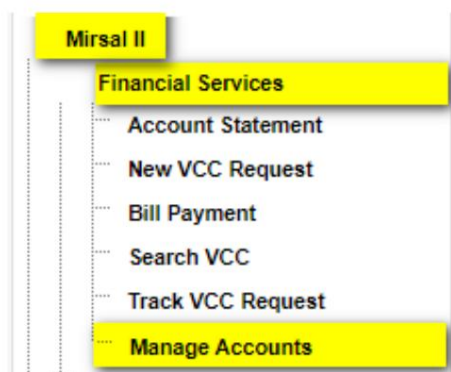 Mirsal II
Financial Services
Account Statement
New VCC Request
Bill Payment
Search VCC
Track VCC Request
Manage Accounts